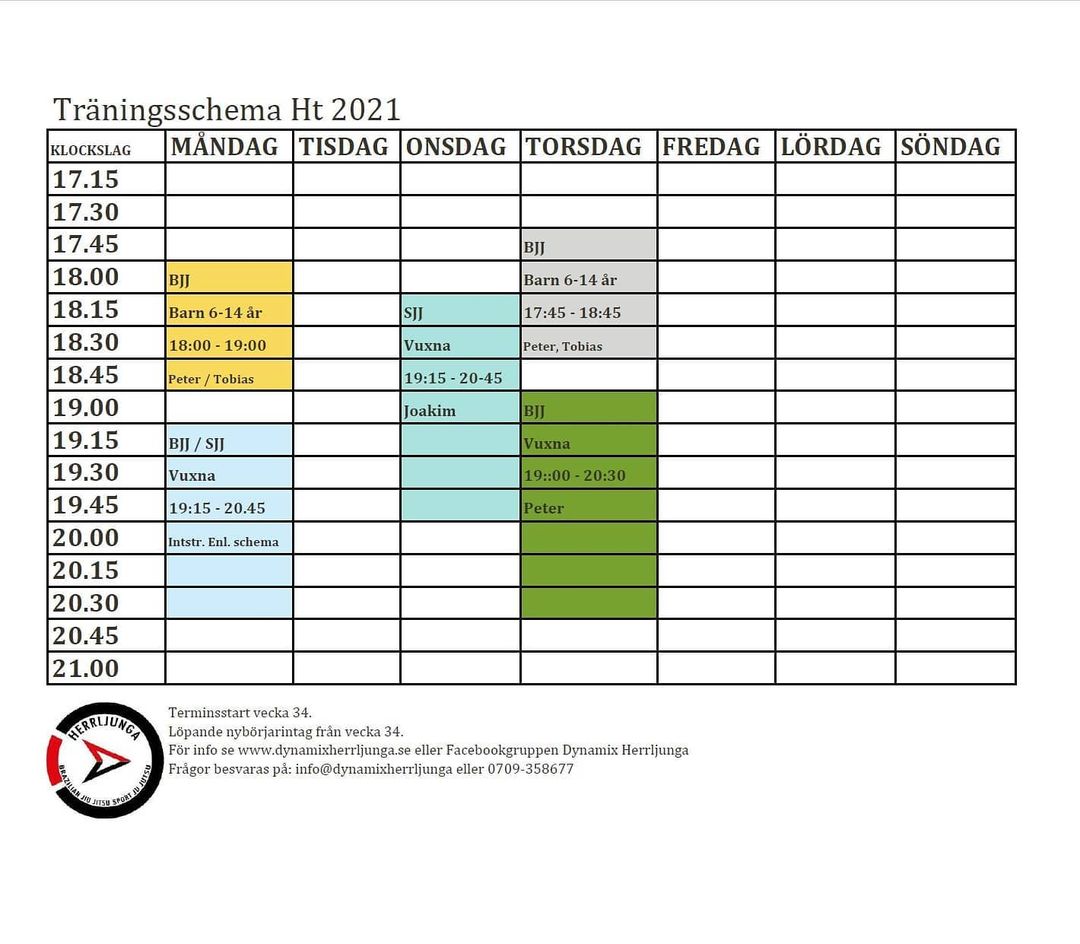 Träningsschema Ht 2021
KLOCKSLAG MÅNDAG TISDAG ONSDAG TORSDAG FREDAG LÖRDAG SÖNDAG
17.15
17.30
17.45 BJJ
18.00 BJJ Barn 6-14 år
18.15 Barn 6-14 år SJJ 17:45 - 18:45
18.30 18:00 - 19:00 Vuxna Peter, Tobias
18.45 Peter / Tobias 19:15 - 20-45
19.00 Joakim BJJ
19.15 BJJ / SJJ Vuxna
19.30 Vuxna 19::00 - 20:30
19.45 19:15 - 20.45 Peter
20.00 Intstr. Enl. schema
20.15
20.30
20.45
21.00
HERRLJUNGA
BRAZILIAN JIU JITSU SPORT JU JUTSU
Terminsstart vecka 34.
Löpande nybörjarintag från vecka 34.
För info se www.dynamixherrljunga.se eller Facebookgruppen Dynamix Herrljunga
Frågor besvaras på: info@dynamixherrljunga eller 0709-358677